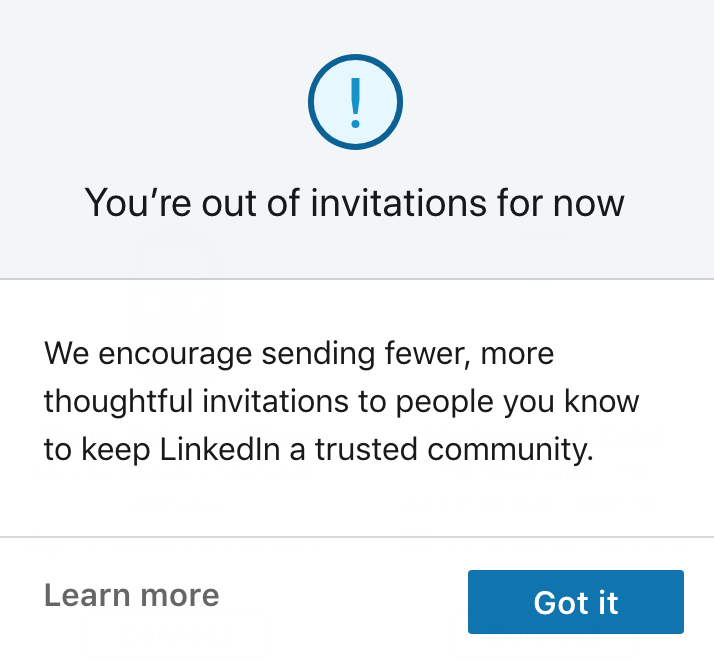 You’re out of invitations for now
We encourage sending fewer, more
thoughtful invitations to people you know
to keep LinkedIn a trusted community.
Learn more
Got it